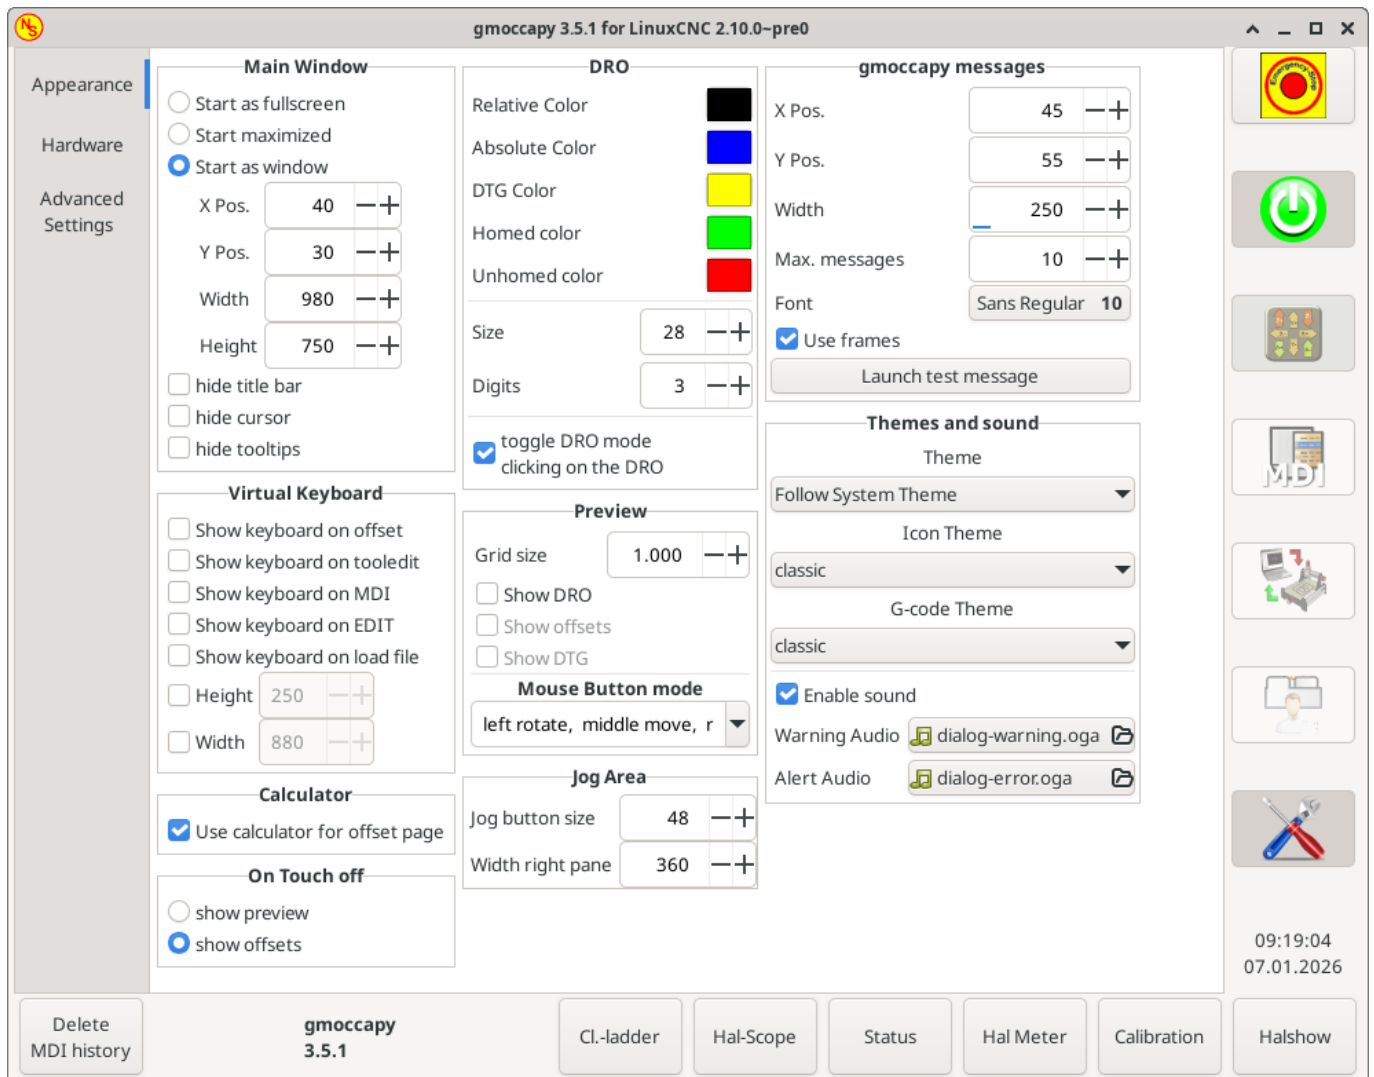 gmoccapy 3.5.1 for LinuxCNC 2.10.0~pre0
Appearance
Hardware
Advanced
Settings
Main Window
Start as fullscreen
Start maximized
Start as window
X Pos. 40
Y Pos. 30
Width 980
Height 750
hide title bar
hide cursor
hide tooltips
Virtual Keyboard
Show keyboard on offset
Show keyboard on tooledit
Show keyboard on MDI
Show keyboard on EDIT
Show keyboard on load file
Height 250
Width 880
Calculator
Use calculator for offset page
On Touch off
show preview
show offsets
DRO
Relative Color
Absolute Color
DTG Color
Homed color
Unhomed color
Size 28
Digits 3
toggle DRO mode
clicking on the DRO
Preview
Grid size 1.000
Show DRO
Show offsets
Show DTG
Mouse Button mode
left rotate, middle move, r
Jog Area
Jog button size 48
Width right pane 360
gmoccapy messages
X Pos. 45
Y Pos. 55
Width 250
Max. messages 10
Font Sans Regular 10
Use frames
Launch test message
Themes and sound
Theme
Follow System Theme
Icon Theme
classic
G-code Theme
classic
Enable sound
Warning Audio dialog-warning.oga
Alert Audio dialog-error.oga
Emergency-Stop
MDI
09:19:04
07.01.2026
Delete
MDI history
gmoccapy
3.5.1
Cl.-ladder
Hal-Scope
Status
Hal Meter
Calibration
Halshow
NS